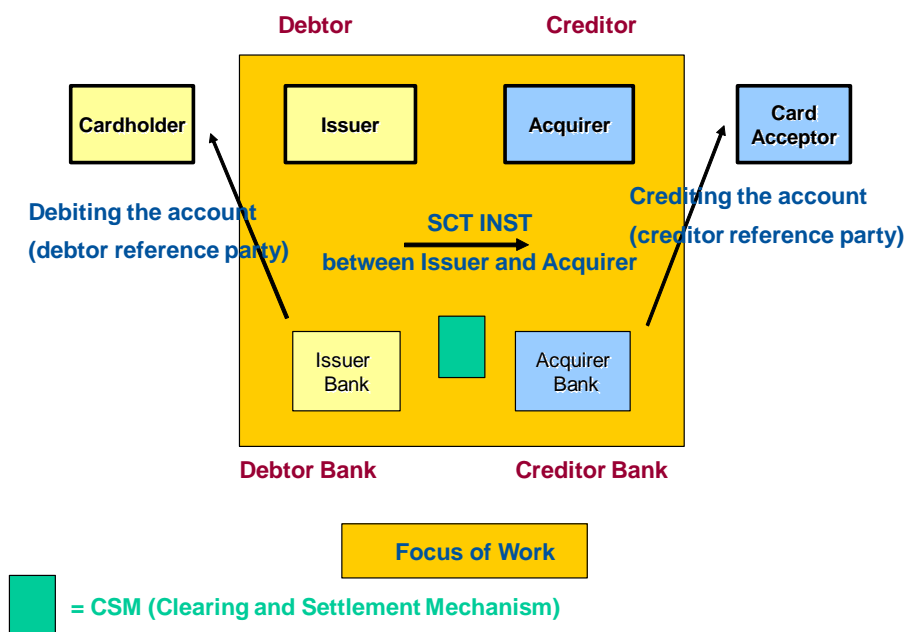 Debtor
Creditor
Cardholder
Issuer
Acquirer
Card
Acceptor
Debiting the account
(debtor reference party)
SCT INST
between Issuer and Acquirer
Crediting the account
(creditor reference party)
Issuer
Bank
Acquirer
Bank
Debtor Bank
Creditor Bank
Focus of Work
= CSM (Clearing and Settlement Mechanism)